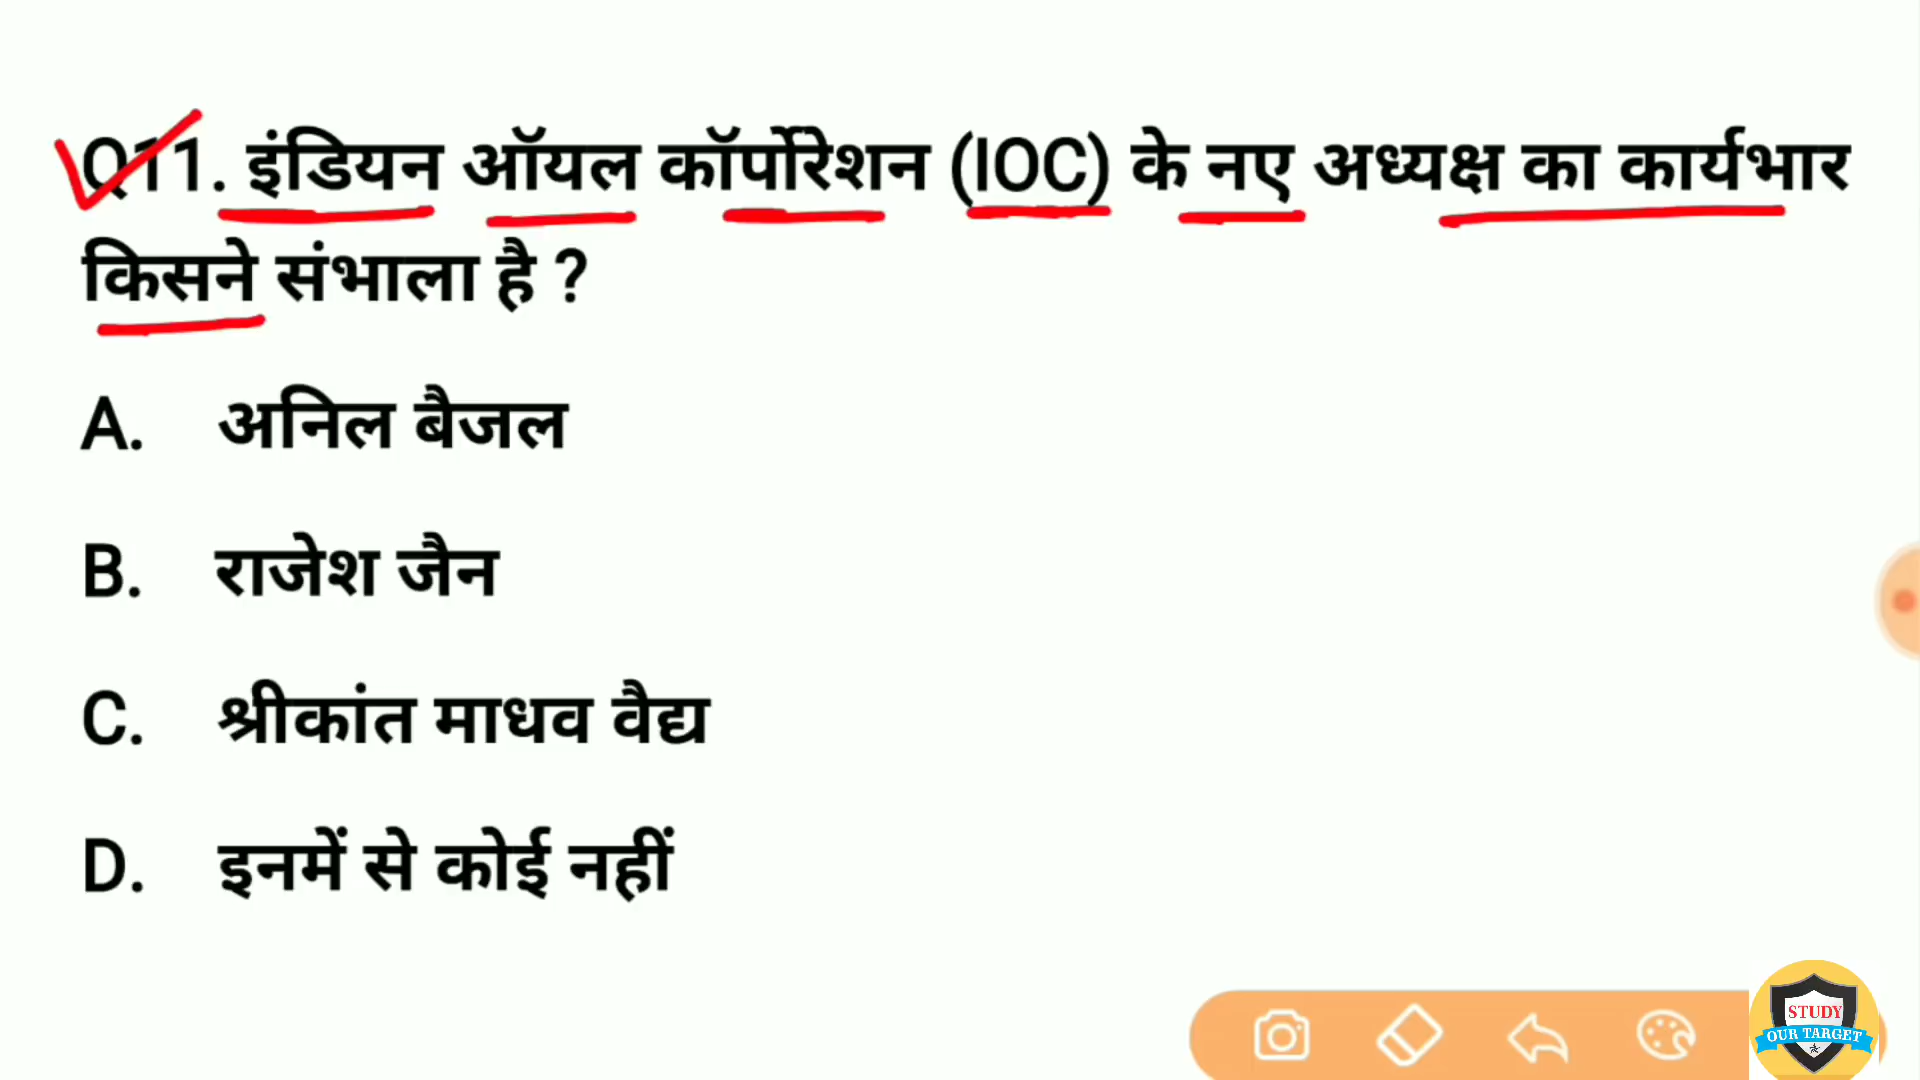 Q11. इंडियन ऑयल कॉर्पोरेशन (IOC) के नए अध्यक्ष का कार्यभार
किसने संभाला है ?
A. अनिल बैजल
B. राजेश जैन
C. श्रीकांत माधव वैद्य
D. इनमें से कोई नहीं
STUDY
OUR TARGET